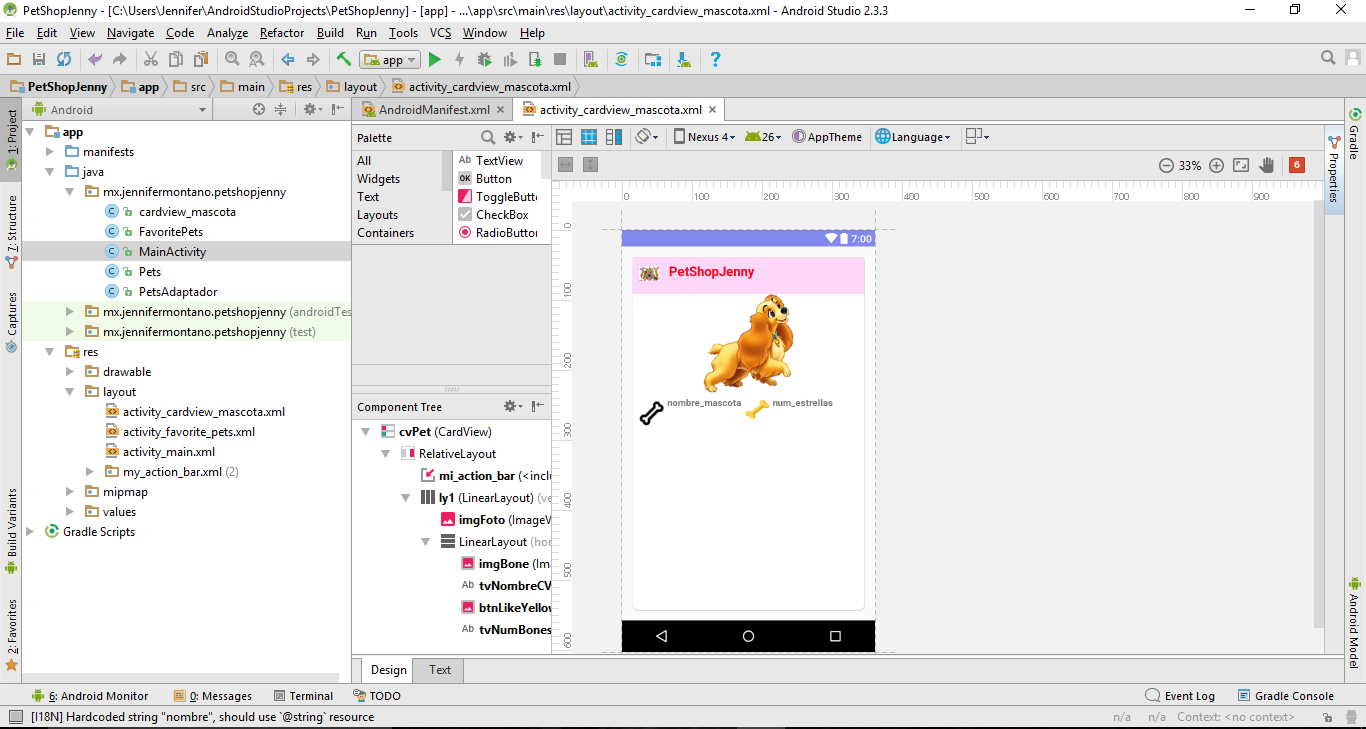 PetShopJenny - [C:\Users\Jennifer\AndroidStudioProjects\PetShopJenny] - [app] - ...\app\src\main\res\layout\activity_cardview_mascota.xml - Android Studio 2.3.3
File Edit View Navigate Code Analyze Refactor Build Run Tools VCS Window Help
app
PetShopJenny app src main res layout activity_cardview_mascota.xml
1: Project
7: Structure
Captures
Build Variants
2: Favorites
Android
app
manifests
java
mx.jennifermontano.petshopjenny
cardview_mascota
FavoritePets
MainActivity
Pets
PetsAdaptador
mx.jennifermontano.petshopjenny (androidTes
mx.jennifermontano.petshopjenny (test)
res
drawable
layout
activity_cardview_mascota.xml
activity_favorite_pets.xml
activity_main.xml
my_action_bar.xml (2)
mipmap
values
Gradle Scripts
AndroidManifest.xml activity_cardview_mascota.xml
Palette
All
Widgets
Text
Layouts
Containers
Ab TextView
OK Button
ToggleButt
CheckBox
RadioButton
Component Tree
cvPet (CardView)
RelativeLayout
mi_action_bar (<inclu
ly1 (LinearLayout) (ve
imgFoto (ImageV
LinearLayout (hor
imgBone (Im
Ab tvNombreCV
btnLikeYellov
Ab tvNumBones
Nexus 4 26 AppTheme Language
33% 6
0 100 200 300 400 500 600 700 800 900
0
100
200
300
400
500
600
7:00
PetShopJenny
nombre_mascota num_estrellas
Gradle
Properties
Android Model
Design Text
6: Android Monitor 0: Messages Terminal TODO Event Log Gradle Console
[I18N] Hardcoded string "nombre", should use `@string` resource n/a n/a Context: <no context>